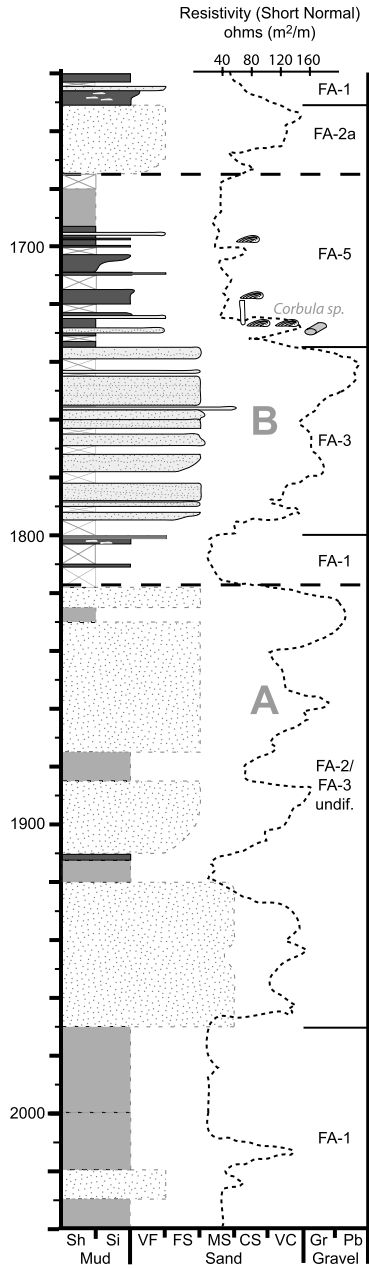 Resistivity (Short Normal)
ohms (m²/m)
40 80 120 160
FA-1
FA-2a
1700
FA-5
Corbula sp.
B
FA-3
1800
FA-1
A
FA-2/
FA-3
undif.
1900
2000
FA-1
Sh Si VF FS MS CS VC Gr Pb
Mud Sand Gravel